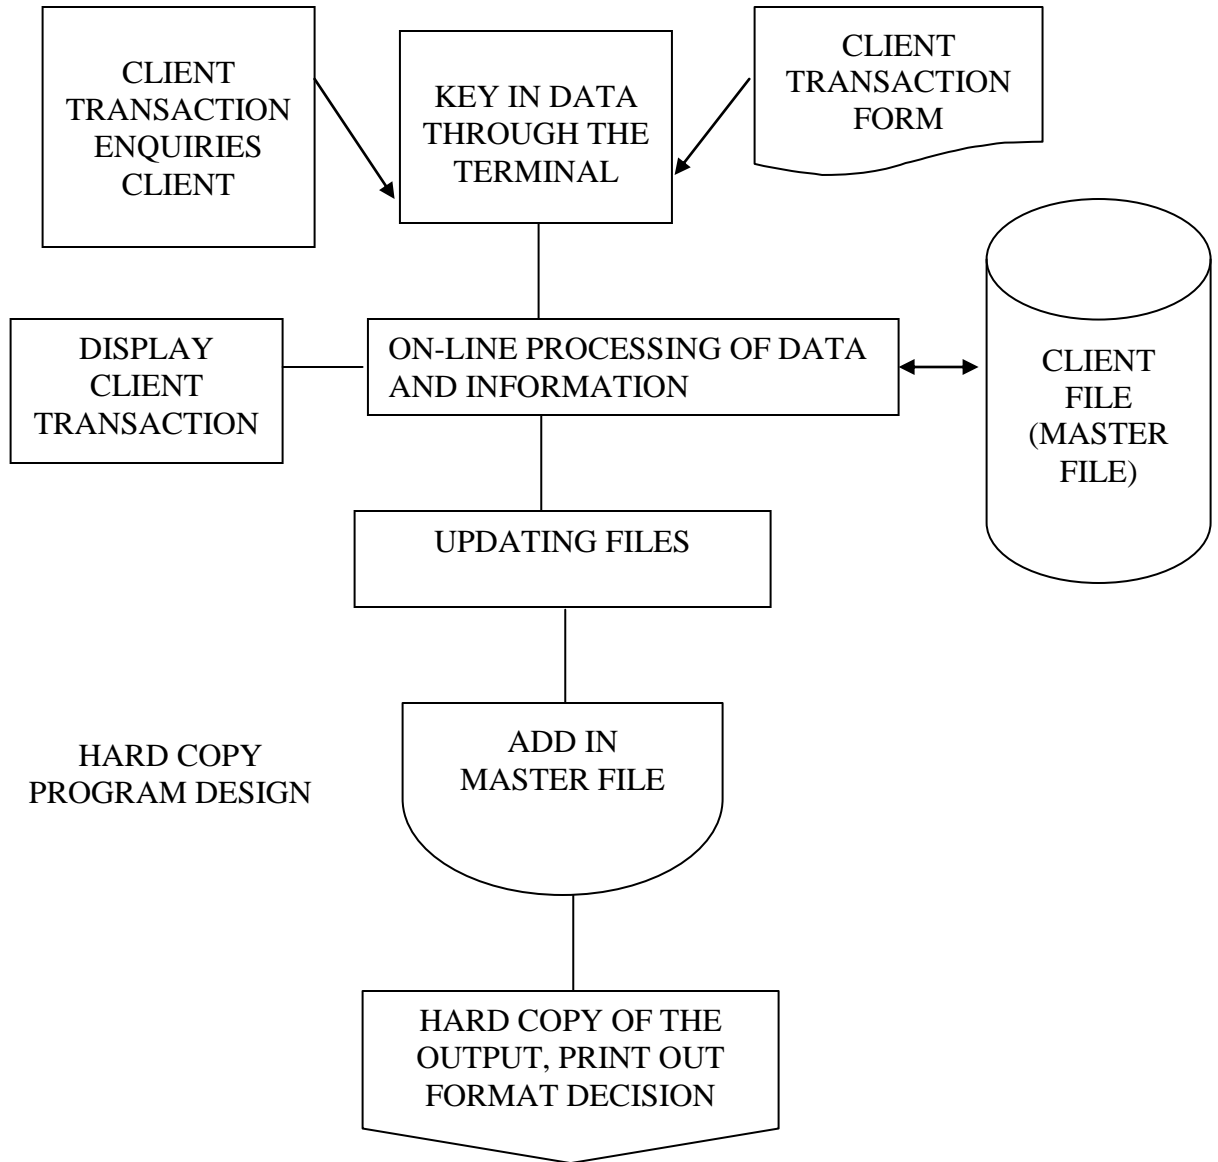 CLIENT
TRANSACTION
ENQUIRIES
CLIENT
KEY IN DATA
THROUGH THE
TERMINAL
CLIENT
TRANSACTION
FORM
DISPLAY
CLIENT
TRANSACTION
ON-LINE PROCESSING OF DATA
AND INFORMATION
CLIENT
FILE
(MASTER
FILE)
UPDATING FILES
HARD COPY
PROGRAM DESIGN
ADD IN
MASTER FILE
HARD COPY OF THE
OUTPUT, PRINT OUT
FORMAT DECISION